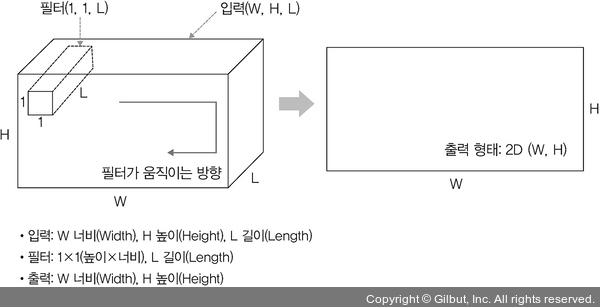 필터(1, 1, L)
입력(W, H, L)
1
1
L
H
필터가 움직이는 방향
L
W
출력 형태: 2D (W, H)
H
W
• 입력: W 너비(Width), H 높이(Height), L 길이(Length)
• 필터: 1×1(높이×너비), L 길이(Length)
• 출력: W 너비(Width), H 높이(Height)
Copyright © Gilbut, Inc. All rights reserved.